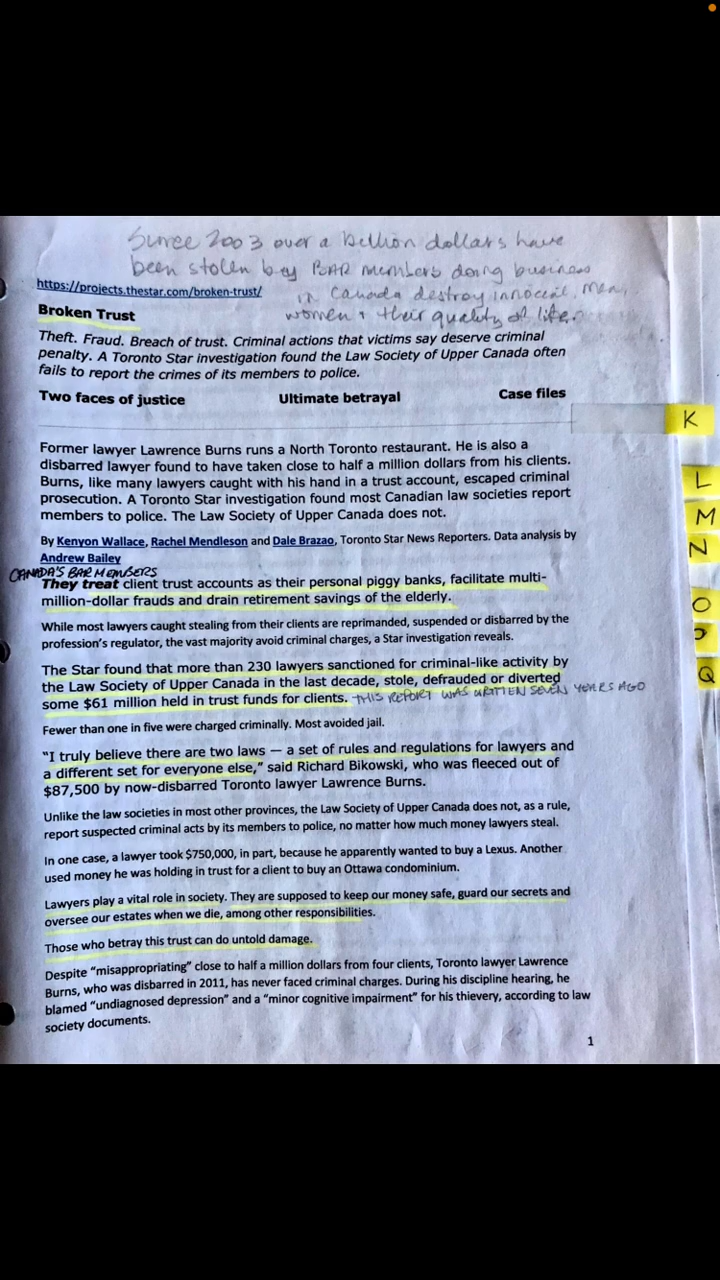 Since 2003 over a billion dollars have
been stolen by BAR members doing business
in Canada destroy innocent, men,
https://projects.thestar.com/broken-trust/
women & their quality of life.
Broken Trust
Theft. Fraud. Breach of trust. Criminal actions that victims say deserve criminal
penalty. A Toronto Star investigation found the Law Society of Upper Canada often
fails to report the crimes of its members to police.
Two faces of justice Ultimate betrayal Case files
K
Former lawyer Lawrence Burns runs a North Toronto restaurant. He is also a
disbarred lawyer found to have taken close to half a million dollars from his clients.
L
Burns, like many lawyers caught with his hand in a trust account, escaped criminal
prosecution. A Toronto Star investigation found most Canadian law societies report
M
members to police. The Law Society of Upper Canada does not.
By Kenyon Wallace, Rachel Mendleson and Dale Brazao, Toronto Star News Reporters. Data analysis by
N
Andrew Bailey
CANADA'S BAR MEMBERS
They treat client trust accounts as their personal piggy banks, facilitate multi-
million-dollar frauds and drain retirement savings of the elderly.
O
While most lawyers caught stealing from their clients are reprimanded, suspended or disbarred by the
profession's regulator, the vast majority avoid criminal charges, a Star investigation reveals.
The Star found that more than 230 lawyers sanctioned for criminal-like activity by
Q
the Law Society of Upper Canada in the last decade, stole, defrauded or diverted
some $61 million held in trust funds for clients. THIS REPORT WAS WRITTEN SEVEN YEARS AGO
Fewer than one in five were charged criminally. Most avoided jail.
"I truly believe there are two laws — a set of rules and regulations for lawyers and
a different set for everyone else," said Richard Bikowski, who was fleeced out of
$87,500 by now-disbarred Toronto lawyer Lawrence Burns.
Unlike the law societies in most other provinces, the Law Society of Upper Canada does not, as a rule,
report suspected criminal acts by its members to police, no matter how much money lawyers steal.
In one case, a lawyer took $750,000, in part, because he apparently wanted to buy a Lexus. Another
used money he was holding in trust for a client to buy an Ottawa condominium.
Lawyers play a vital role in society. They are supposed to keep our money safe, guard our secrets and
oversee our estates when we die, among other responsibilities.
Those who betray this trust can do untold damage.
Despite "misappropriating" close to half a million dollars from four clients, Toronto lawyer Lawrence
Burns, who was disbarred in 2011, has never faced criminal charges. During his discipline hearing, he
blamed "undiagnosed depression" and a "minor cognitive impairment" for his thievery, according to law
society documents.
1